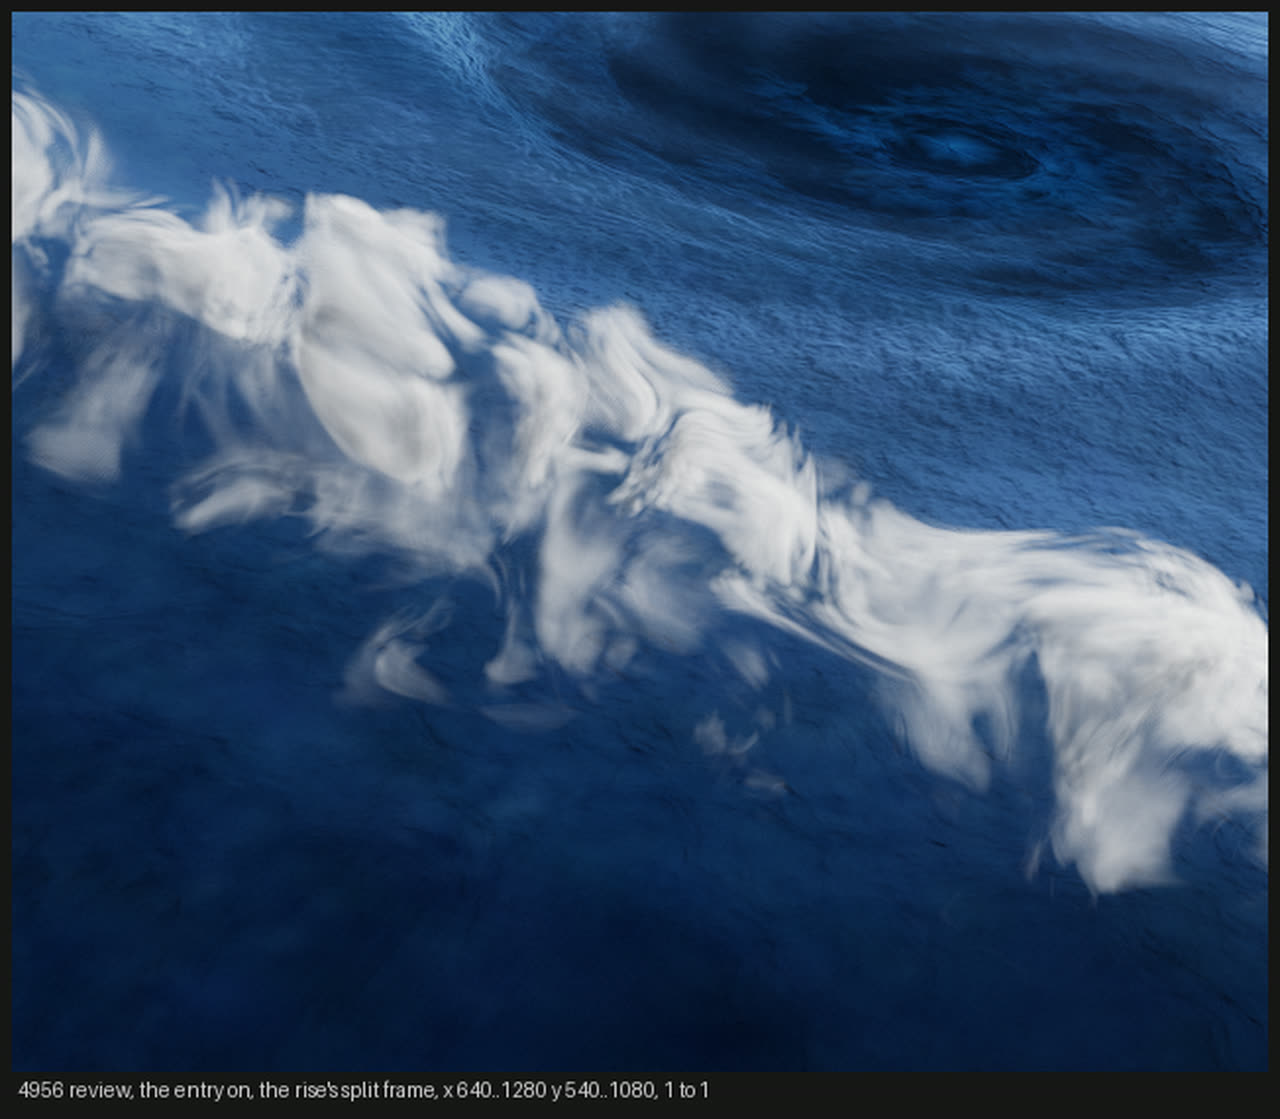 4956 review, the entry on, the rise's split frame, x 640..1280 y 540..1080, 1 to 1